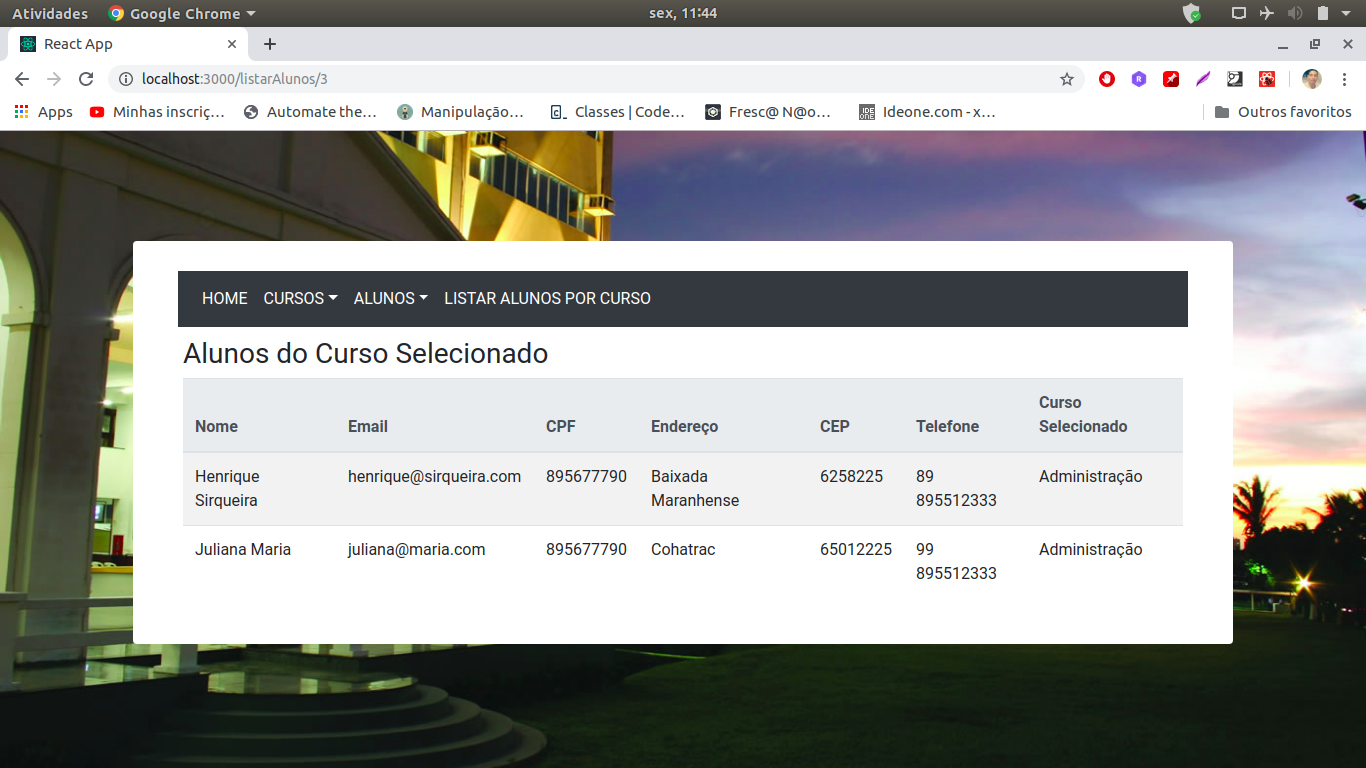 Atividades Google Chrome sex, 11:44
React App
localhost:3000/listarAlunos/3
Apps Minhas inscriç... Automate the... Manipulação... Classes | Code... Fresc@ N@o... Ideone.com - x... Outros favoritos
HOME CURSOS ALUNOS LISTAR ALUNOS POR CURSO
Alunos do Curso Selecionado
Curso
Nome Email CPF Endereço CEP Telefone Selecionado
Henrique henrique@sirqueira.com 895677790 Baixada 6258225 89 Administração
Sirqueira Maranhense 895512333
Juliana Maria juliana@maria.com 895677790 Cohatrac 65012225 99 Administração
895512333